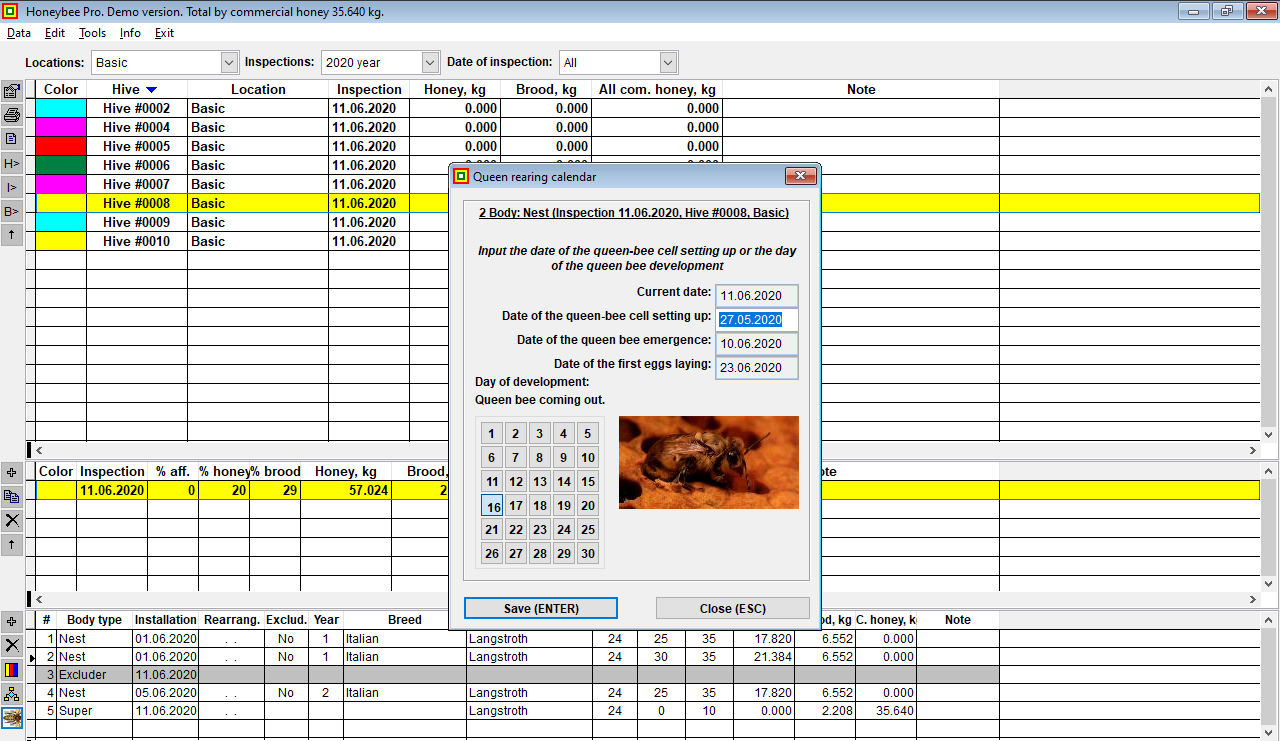 Honeybee Pro. Demo version. Total by commercial honey 35.640 kg.
Data Edit Tools Info Exit
Locations: Basic Inspections: 2020 year Date of inspection: All
Color Hive Location Inspection Honey, kg Brood, kg All com. honey, kg Note
Hive #0002 Basic 11.06.2020 0.000 0.000 0.000
Hive #0004 Basic 11.06.2020 0.000 0.000 0.000
Hive #0005 Basic 11.06.2020 0.000 0.000 0.000
H> Hive #0006 Basic 11.06.2020
I> Hive #0007 Basic 11.06.2020
B> Hive #0008 Basic 11.06.2020
Hive #0009 Basic 11.06.2020
Hive #0010 Basic 11.06.2020
Queen rearing calendar
2 Body: Nest (Inspection 11.06.2020, Hive #0008, Basic)
Input the date of the queen-bee cell setting up or the day
of the queen bee development
Current date: 11.06.2020
Date of the queen-bee cell setting up: 27.05.2020
Date of the queen bee emergence: 10.06.2020
Date of the first eggs laying: 23.06.2020
Day of development:
Queen bee coming out.
1 2 3 4 5
6 7 8 9 10
11 12 13 14 15
16 17 18 19 20
21 22 23 24 25
26 27 28 29 30
Save (ENTER) Close (ESC)
Color Inspection % aff. % honey % brood Honey, kg Brood,
11.06.2020 0 20 29 57.024 2
# Body type Installation Rearrang. Exclud. Year Breed C. honey, k Note
1 Nest 01.06.2020 . . No 1 Italian Langstroth 24 25 35 17.820 6.552 0.000
2 Nest 01.06.2020 . . No 1 Italian Langstroth 24 30 35 21.384 6.552 0.000
3 Excluder 11.06.2020
4 Nest 05.06.2020 . . No 2 Italian Langstroth 24 25 35 17.820 6.552 0.000
5 Super 11.06.2020 . . Langstroth 24 0 10 0.000 2.208 35.640